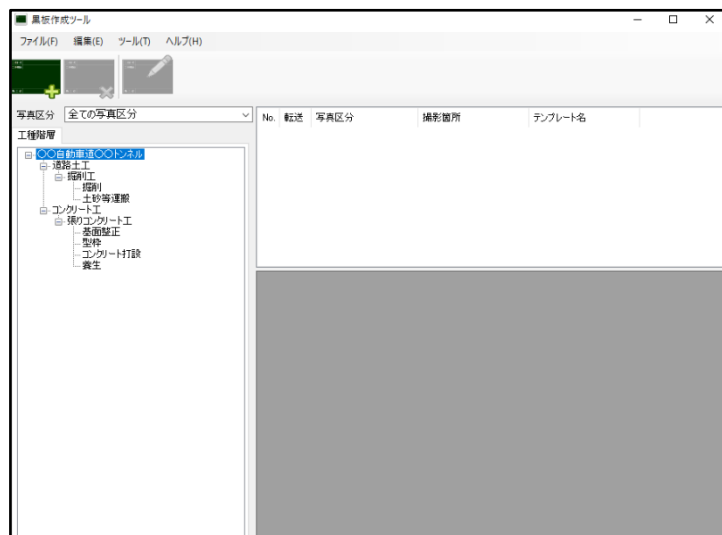 黒板作成ツール
ファイル(F) 編集(E) ツール(T) ヘルプ(H)
写真区分 全ての写真区分
工種階層
〇〇自動車道〇〇トンネル
道路土工
掘削工
掘削
土砂等運搬
コンクリート工
張りコンクリート工
基面整正
型枠
コンクリート打設
養生
No. 転送 写真区分 撮影箇所 テンプレート名